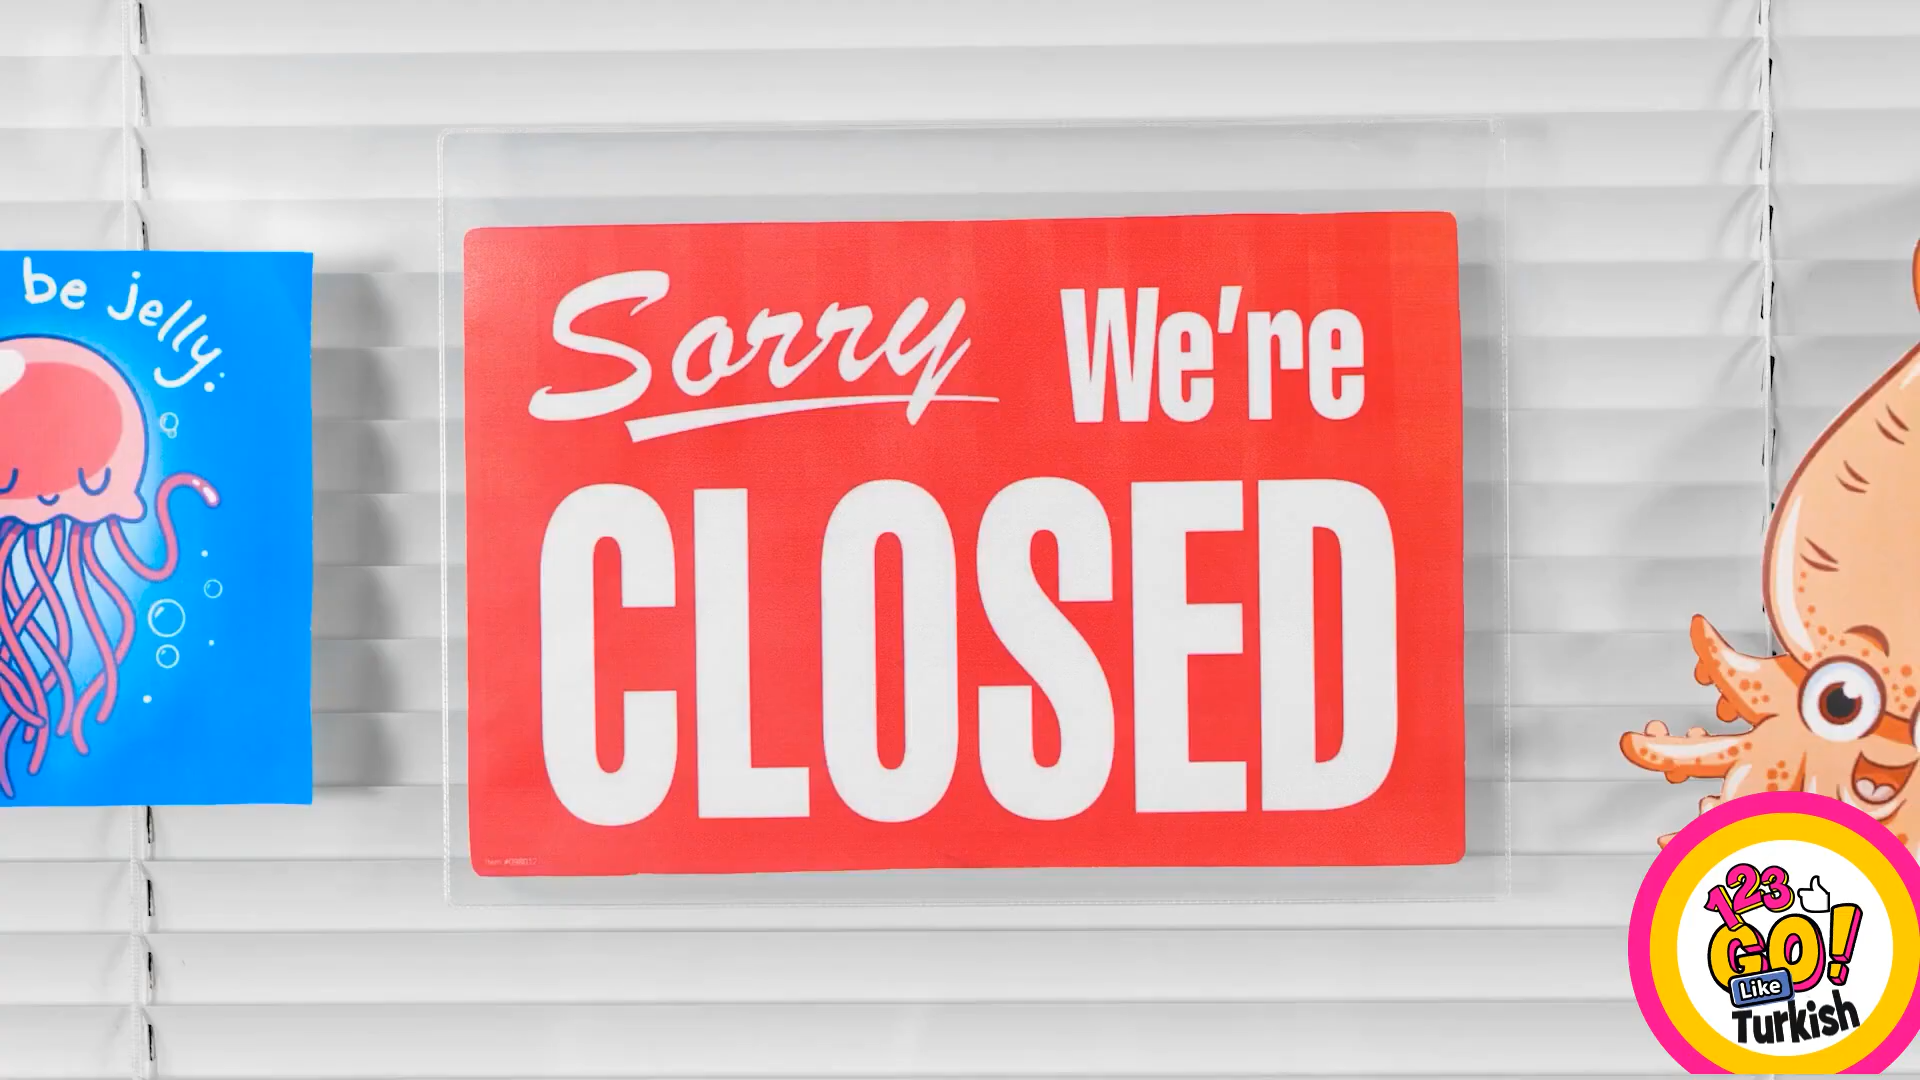 be jelly.
Sorry We're
CLOSED
123
GO!
Like
Turkish